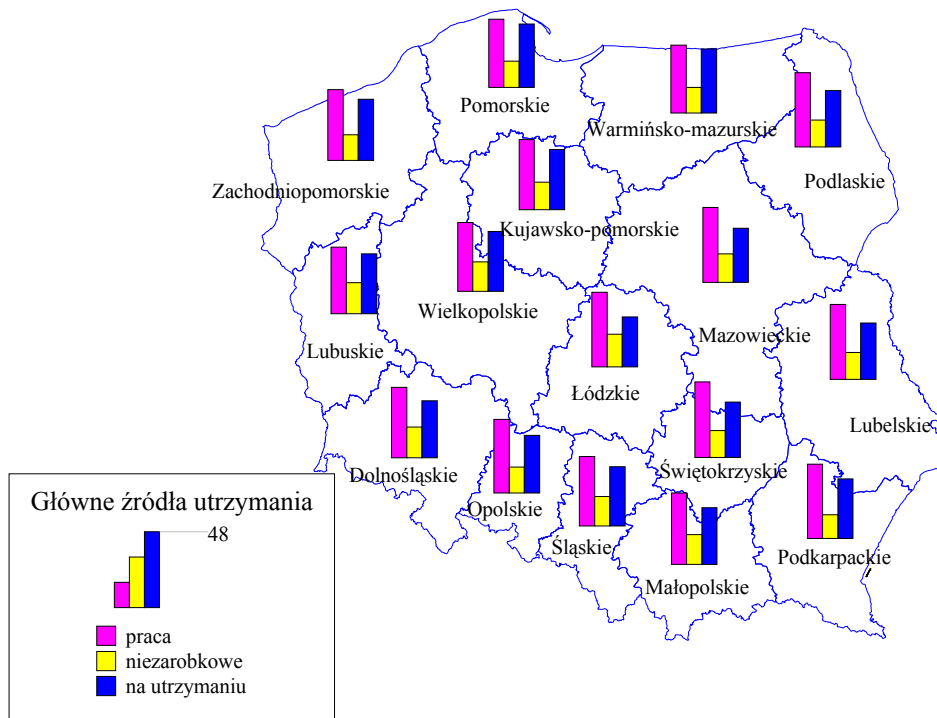 Pomorskie
Warmińsko-mazurskie
Zachodniopomorskie
Podlaskie
Kujawsko-pomorskie
Wielkopolskie
Mazowieckie
Lubuskie
Łódzkie
Lubelskie
Dolnośląskie
Świętokrzyskie
Opolskie
Śląskie
Podkarpackie
Małopolskie
Główne źródła utrzymania
48
praca
niezarobkowe
na utrzymaniu